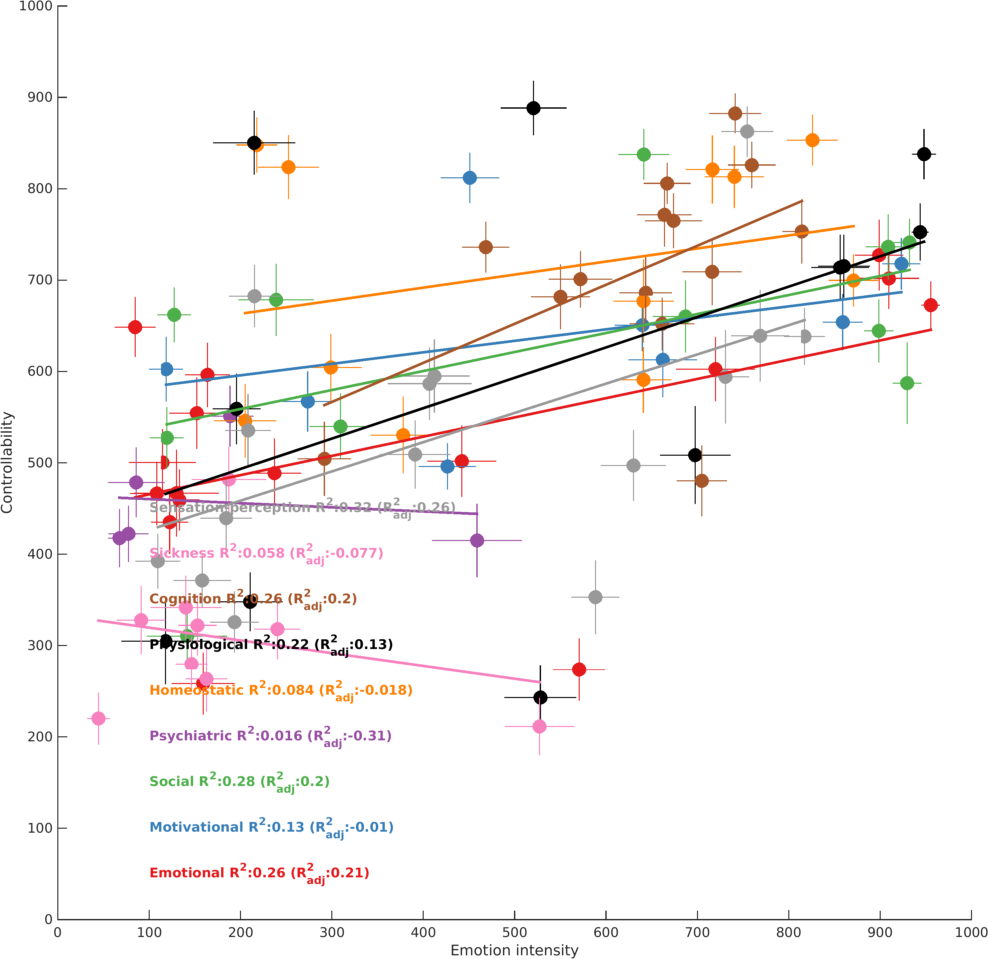 1000
900
800
700
600
500
400
300
200
100
0
Controllability
Sensation-perception R2:0.32 (R2adj:0.26)
Sickness R2:0.058 (R2adj:-0.077)
Cognition R2:0.26 (R2adj:0.2)
Physiological R2:0.22 (R2adj:0.13)
Homeostatic R2:0.084 (R2adj:-0.018)
Psychiatric R2:0.016 (R2adj:-0.31)
Social R2:0.28 (R2adj:0.2)
Motivational R2:0.13 (R2adj:-0.01)
Emotional R2:0.26 (R2adj:0.21)
0 100 200 300 400 500 600 700 800 900 1000
Emotion intensity